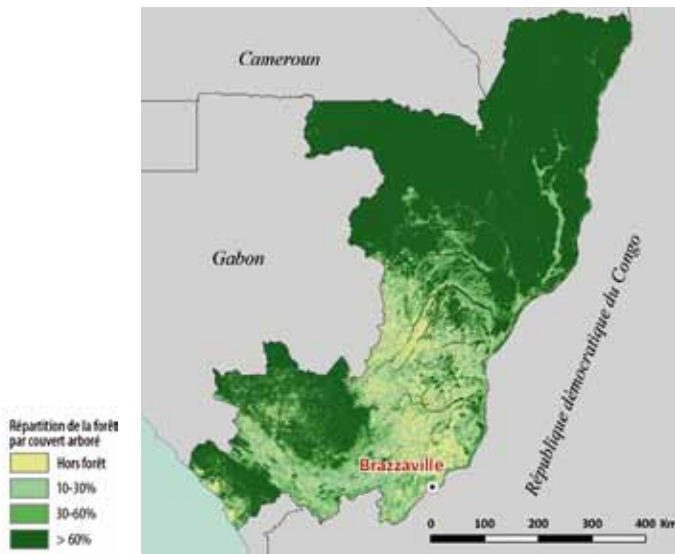 Cameroun
Gabon
République démocratique du Congo
Brazzaville
Répartition de la forêt
par couvert arboré
Hors forêt
10-30%
30-60%
> 60%
0 100 200 300 400 Km